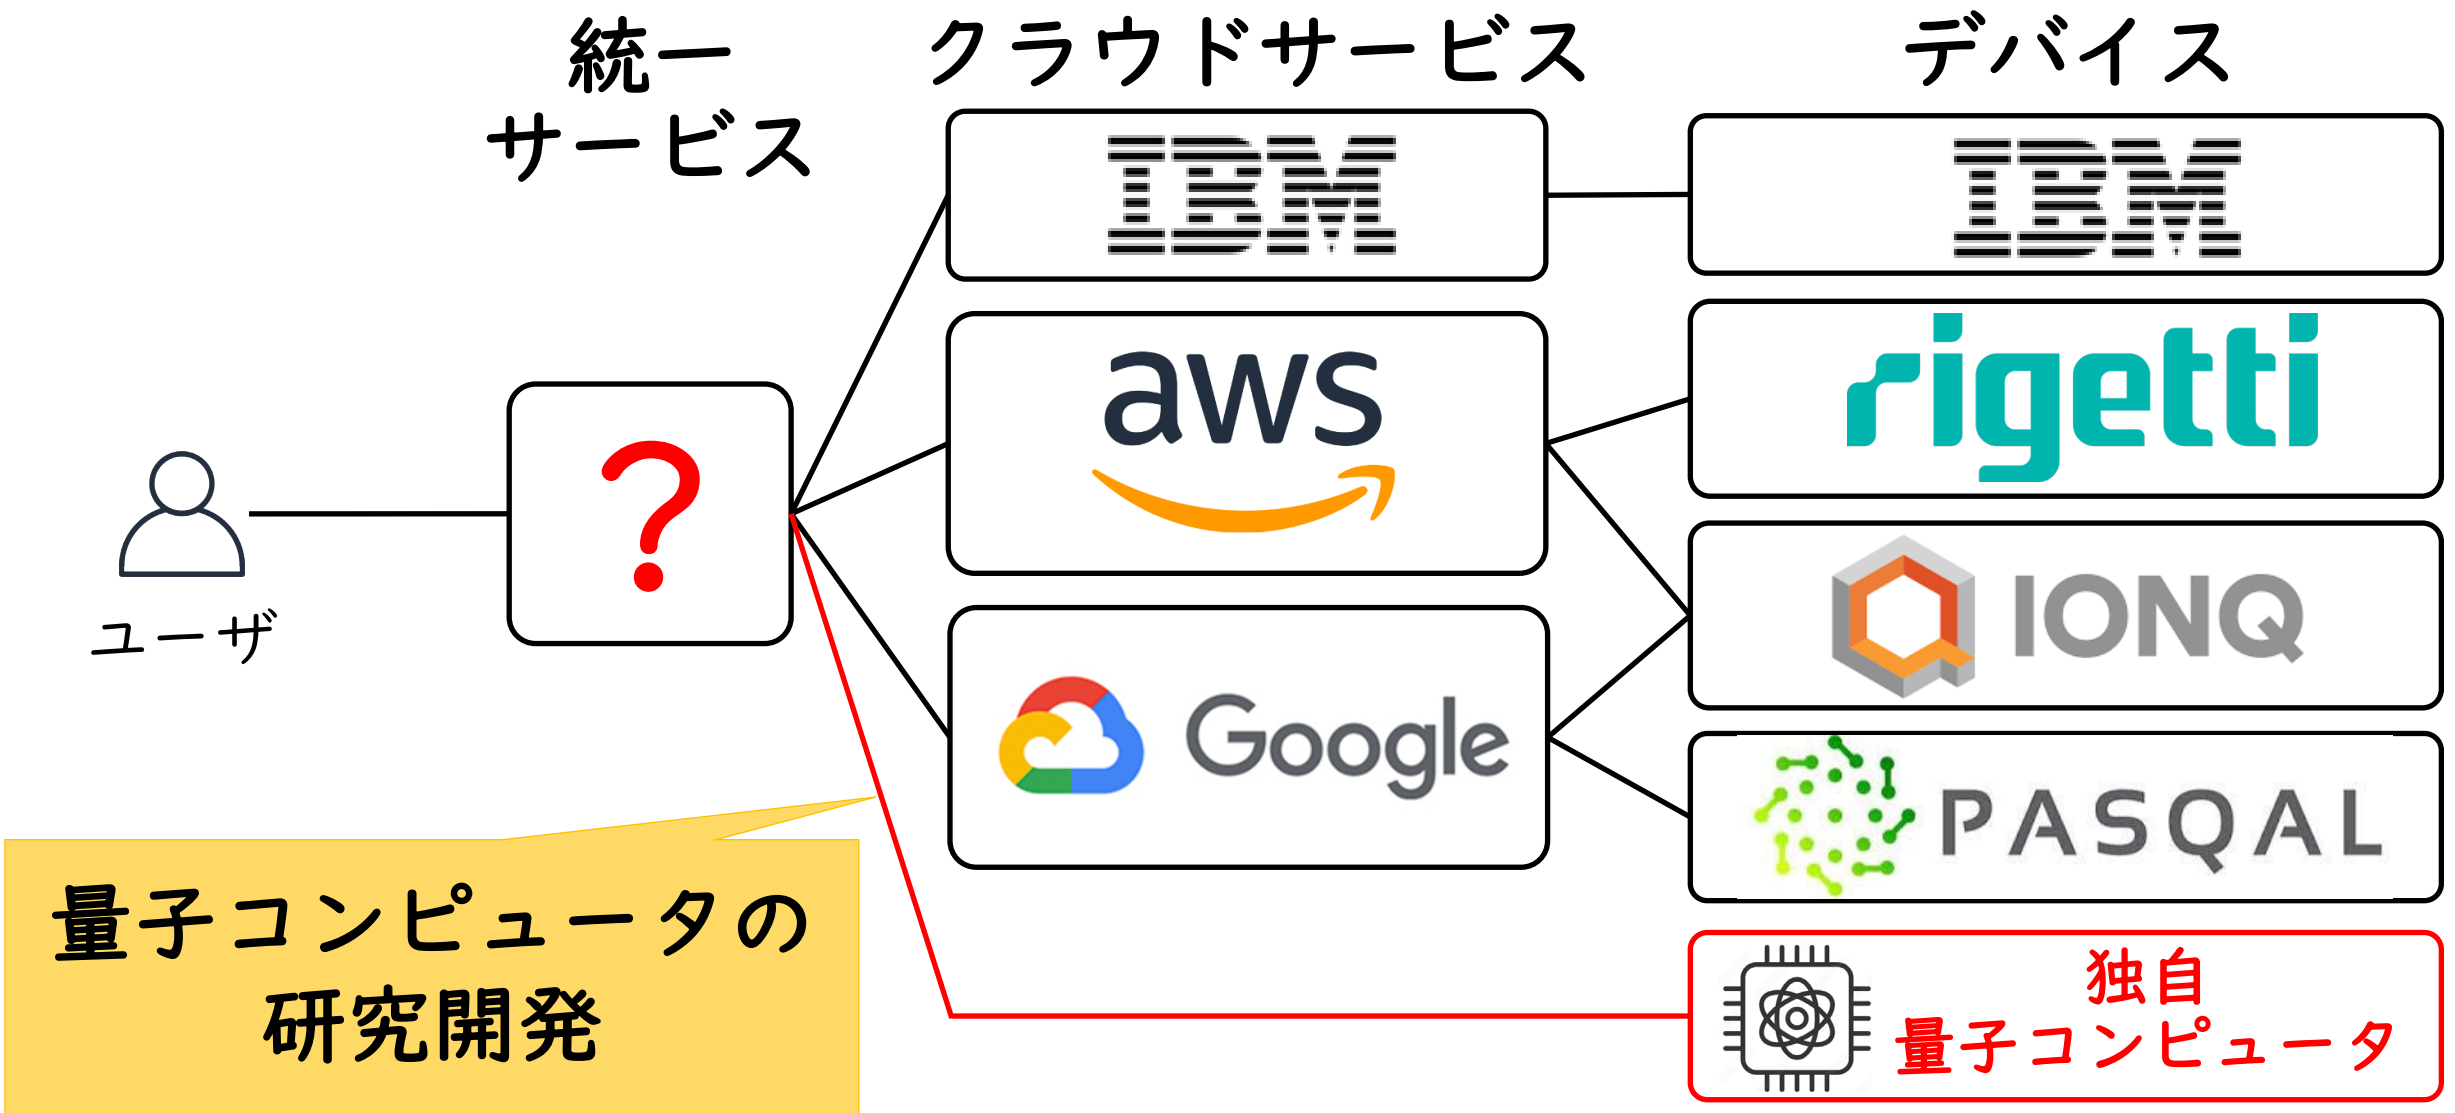 統一
サービス
クラウドサービス
デバイス
IBM
IBM
aws
rigetti
IONQ
Google
PASQAL
?
ユーザ
量子コンピュータの
研究開発
独自
量子コンピュータ